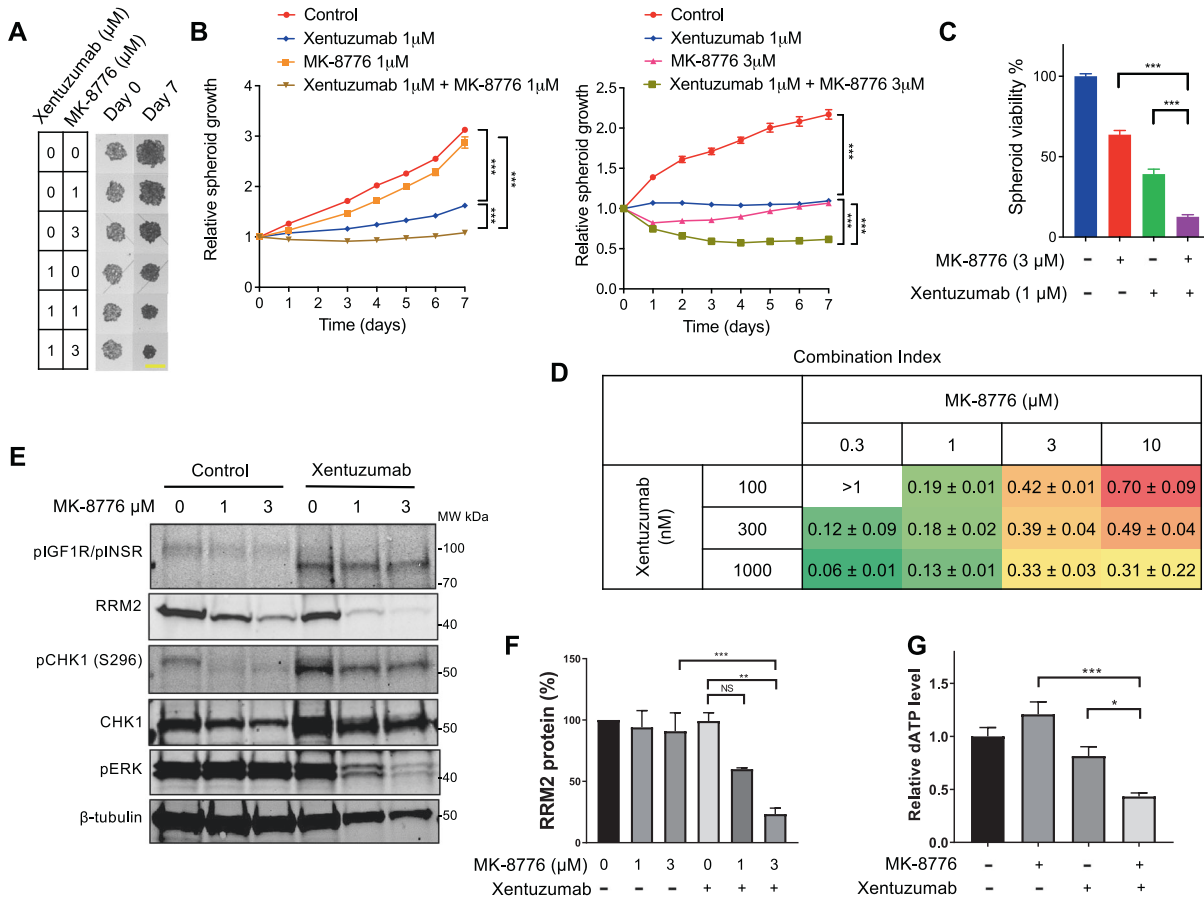 A
Xentuzumab (µM)
MK-8776 (µM)
Day 0
Day 7
0 0
0 1
0 3
1 0
1 1
1 3
B
Control
Xentuzumab 1µM
MK-8776 1µM
Xentuzumab 1µM + MK-8776 1µM
Relative spheroid growth
4
3
2
1
0
0 1 2 3 4 5 6 7
Time (days)
***
***
***
Control
Xentuzumab 1µM
MK-8776 3µM
Xentuzumab 1µM + MK-8776 3µM
Relative spheroid growth
2.5
2.0
1.5
1.0
0.5
0.0
0 1 2 3 4 5 6 7
Time (days)
***
***
***
C
Spheroid viability %
100
50
0
***
***
MK-8776 (3 µM) – + – +
Xentuzumab (1 µM) – – + +
D
Combination Index
MK-8776 (µM)
0.3 1 3 10
Xentuzumab
(nM)
100 >1 0.19 ± 0.01 0.42 ± 0.01 0.70 ± 0.09
300 0.12 ± 0.09 0.18 ± 0.02 0.39 ± 0.04 0.49 ± 0.04
1000 0.06 ± 0.01 0.13 ± 0.01 0.33 ± 0.03 0.31 ± 0.22
E
Control Xentuzumab
MK-8776 µM 0 1 3 0 1 3
MW kDa
pIGF1R/pINSR
-100
-70
RRM2
-40
pCHK1 (S296)
-50
CHK1
-50
pERK
-40
β-tubulin
-50
F
RRM2 protein (%)
150
100
50
0
***
**
NS
MK-8776 (µM) 0 1 3 0 1 3
Xentuzumab – – – + + +
G
Relative dATP level
1.5
1.0
0.5
0.0
***
*
MK-8776 – + – +
Xentuzumab – – + +